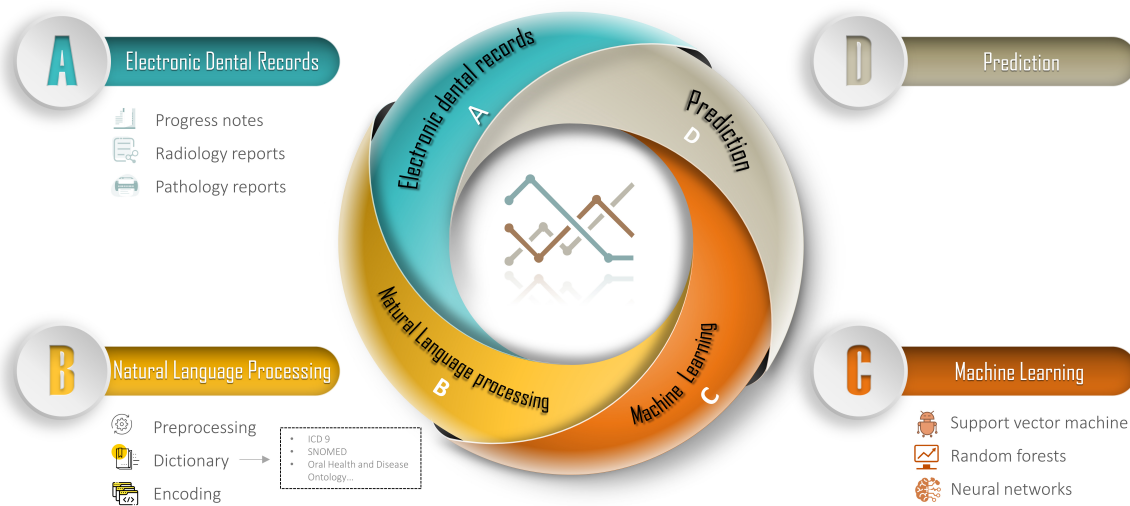 A
Electronic Dental Records
Progress notes
Radiology reports
Pathology reports
B
Natural Language Processing
Preprocessing
Dictionary
Encoding
• ICD 9
• SNOMED
• Oral Health and Disease
Ontology...
Electronic dental records
A
Prediction
D
Natural Language processing
B
Machine Learning
C
D
Prediction
C
Machine Learning
Support vector machine
Random forests
Neural networks